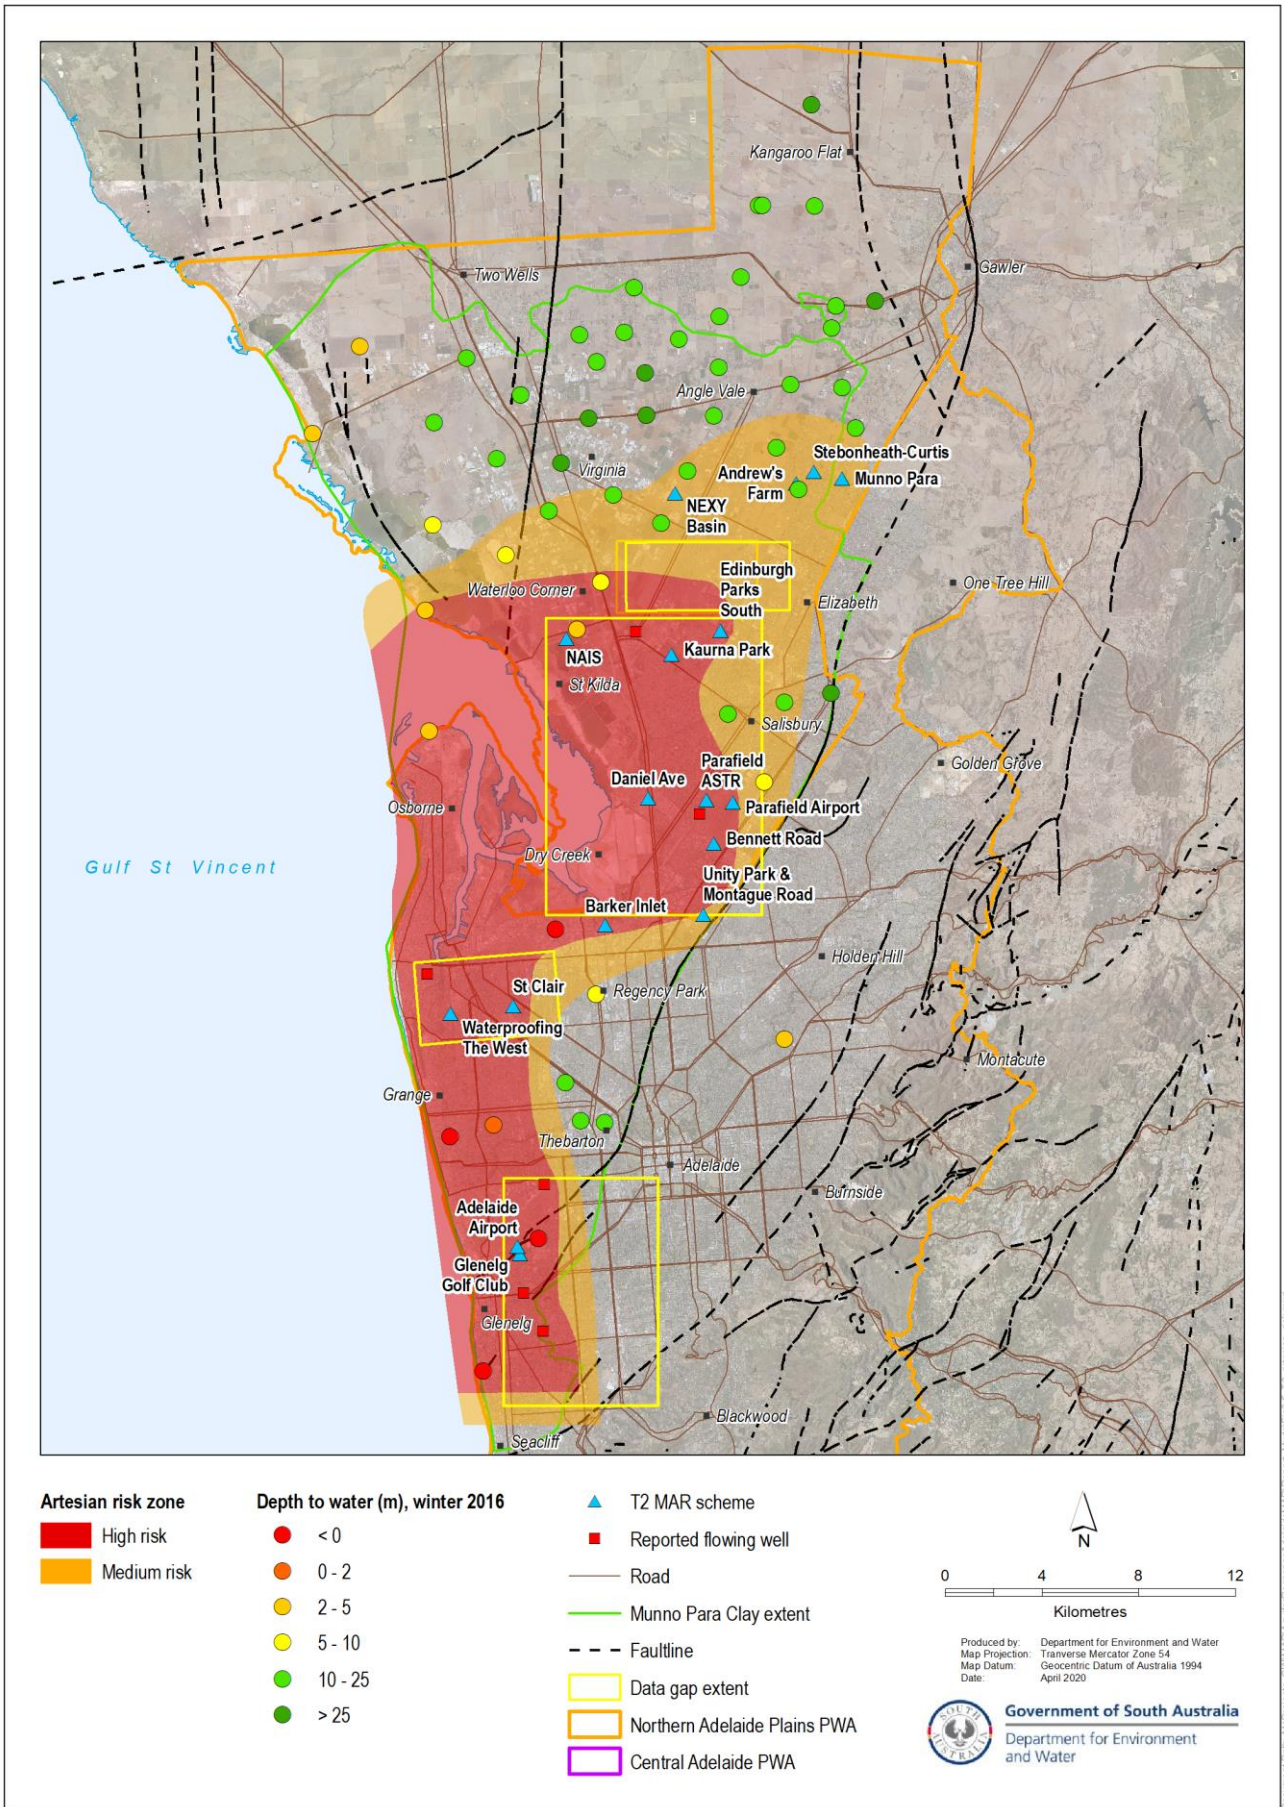 Kangaroo Flat
Gawler
Two Wells
Angle Vale
Virginia
Stebonheath-Curtis
Andrew's
Farm
Munno Para
NEXY
Basin
Edinburgh
Parks
South
One Tree Hill
Waterloo Corner
Elizabeth
NAIS
Kaurna Park
St Kilda
Salisbury
Golden Grove
Parafield
ASTR
Daniel Ave
Parafield Airport
Osborne
Bennett Road
Dry Creek
Gulf St Vincent
Unity Park &
Montague Road
Barker Inlet
Holden Hill
St Clair
Regency Park
Waterproofing
The West
Montacute
Grange
Thebarton
Adelaide
Burnside
Adelaide
Airport
Glenelg
Golf Club
Glenelg
Blackwood
Seacliff
Artesian risk zone
High risk
Medium risk
Depth to water (m), winter 2016
< 0
0 - 2
2 - 5
5 - 10
10 - 25
> 25
T2 MAR scheme
Reported flowing well
Road
Munno Para Clay extent
Faultline
Data gap extent
Northern Adelaide Plains PWA
Central Adelaide PWA
N
0 4 8 12
Kilometres
Produced by: Department for Environment and Water
Map Projection: Tranverse Mercator Zone 54
Map Datum: Geocentric Datum of Australia 1994
Date: April 2020
SOUTH AUSTRALIA
Government of South Australia
Department for Environment
and Water